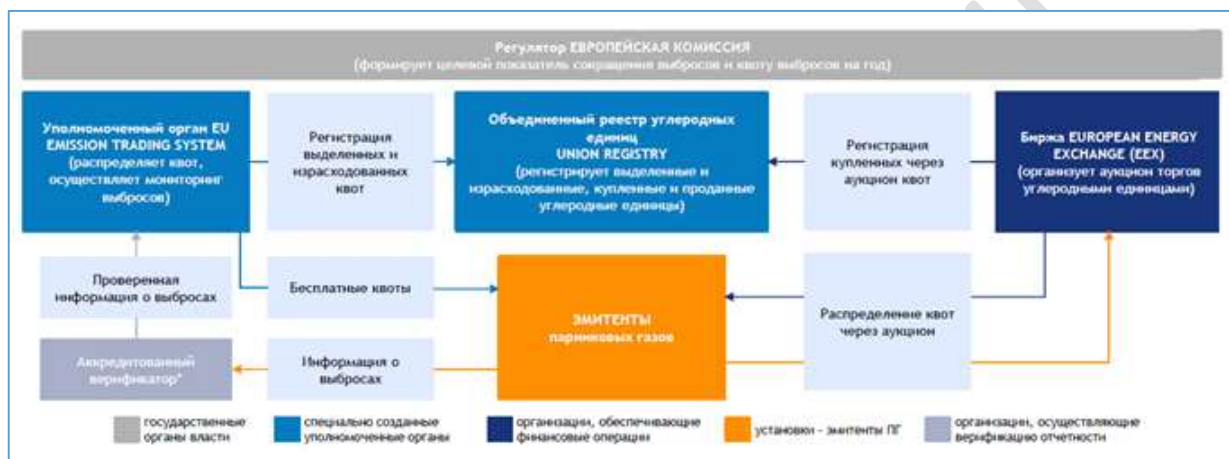 Регулятор ЕВРОПЕЙСКАЯ КОМИССИЯ
(формирует целевой показатель сокращения выбросов и квоту выбросов на год)
Уполномоченный орган EU
EMISSION TRADING SYSTEM
(распределяет квот,
осуществляет мониторинг
выбросов)
Регистрация
выделенных и
израсходованных
квот
Объединенный реестр углеродных
единиц
UNION REGISTRY
(регистрирует выделенные и
израсходованные, купленные и проданные
углеродные единицы)
Регистрация
купленных через
аукцион квот
Биржа EUROPEAN ENERGY
EXCHANGE (EEX)
(организует аукцион торгов
углеродными единицами)
Проверенная
информация о выбросах
Бесплатные квоты
ЭМИТЕНТЫ
парниковых газов
Распределение квот
через аукцион
Аккредитованный
верификатор*
Информация о
выбросах
государственные
органы власти
специально созданные
уполномоченные органы
организации, обеспечивающие
финансовые операции
установки - эмитенты ПГ
организации, осуществляющие
верификацию отчетности